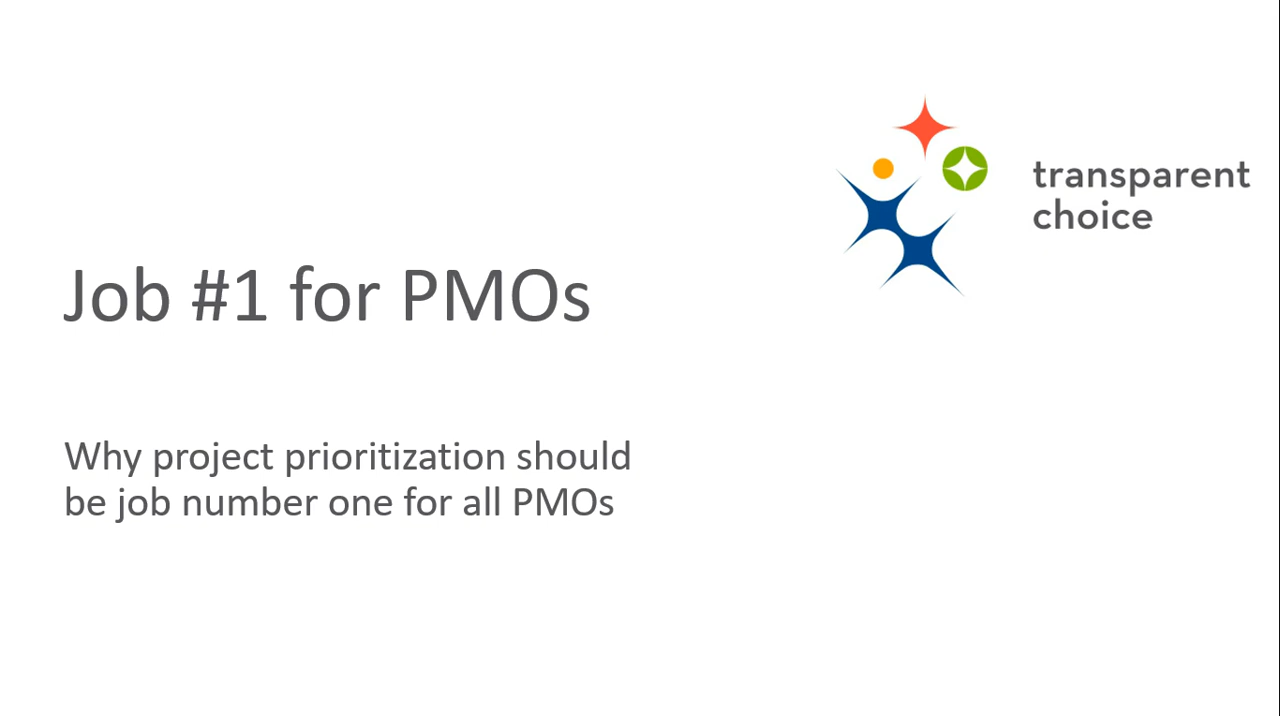 transparent
choice
Job #1 for PMOs
Why project prioritization should
be job number one for all PMOs